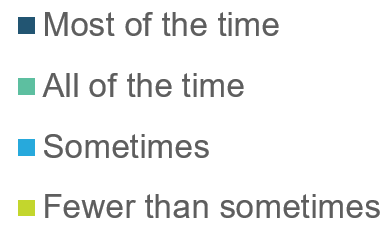 Most of the time
All of the time
Sometimes
Fewer than sometimes